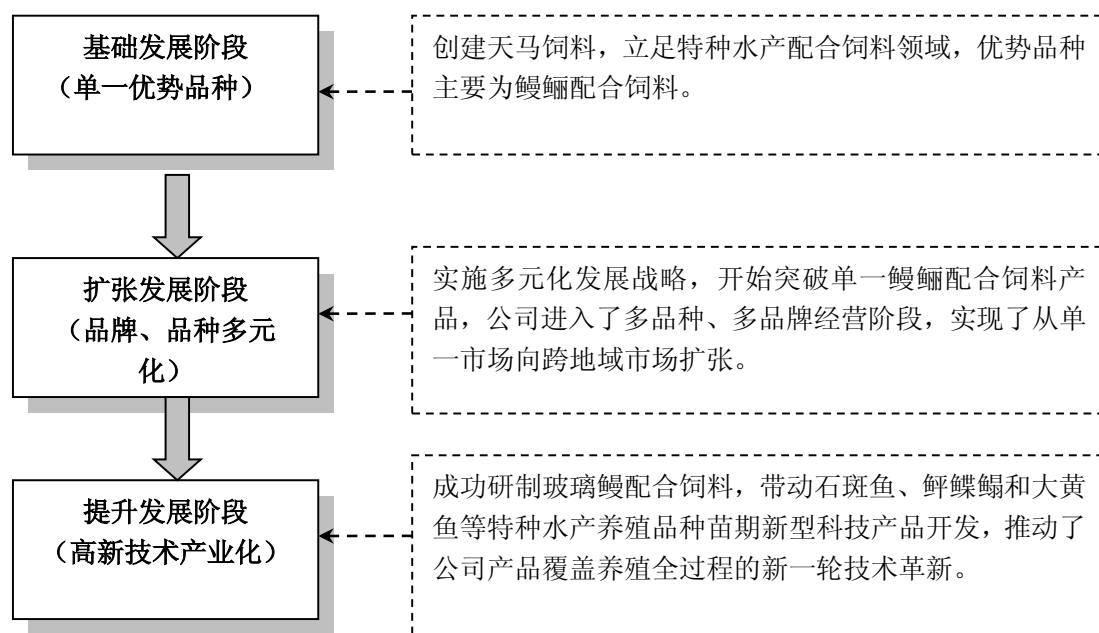 基础发展阶段
（单一优势品种）
创建天马饲料，立足特种水产配合饲料领域，优势品种
主要为鳗鲡配合饲料。
扩张发展阶段
（品牌、品种多元
化）
实施多元化发展战略，开始突破单一鳗鲡配合饲料产
品，公司进入了多品种、多品牌经营阶段，实现了从单
一市场向跨地域市场扩张。
提升发展阶段
（高新技术产业化）
成功研制玻璃鳗配合饲料，带动石斑鱼、鲆鲽鳎和大黄
鱼等特种水产养殖品种苗期新型科技产品开发，推动了
公司产品覆盖养殖全过程的新一轮技术革新。